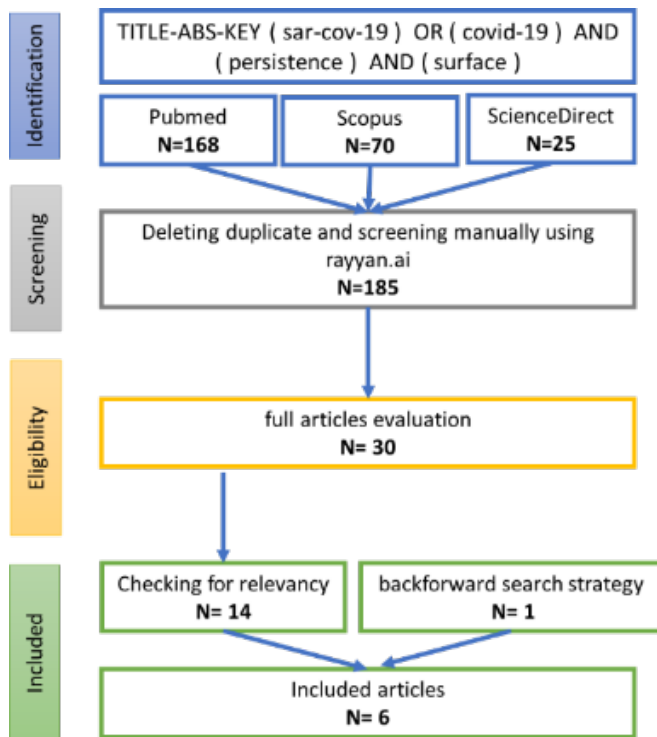 Identification
TITLE-ABS-KEY ( sar-cov-19 ) OR ( covid-19 ) AND
( persistence ) AND ( surface )
Pubmed
N=168
Scopus
N=70
ScienceDirect
N=25
Screening
Deleting duplicate and screening manually using
rayyan.ai
N=185
Eligibility
full articles evaluation
N= 30
Included
Checking for relevancy
N= 14
backforward search strategy
N= 1
Included articles
N= 6